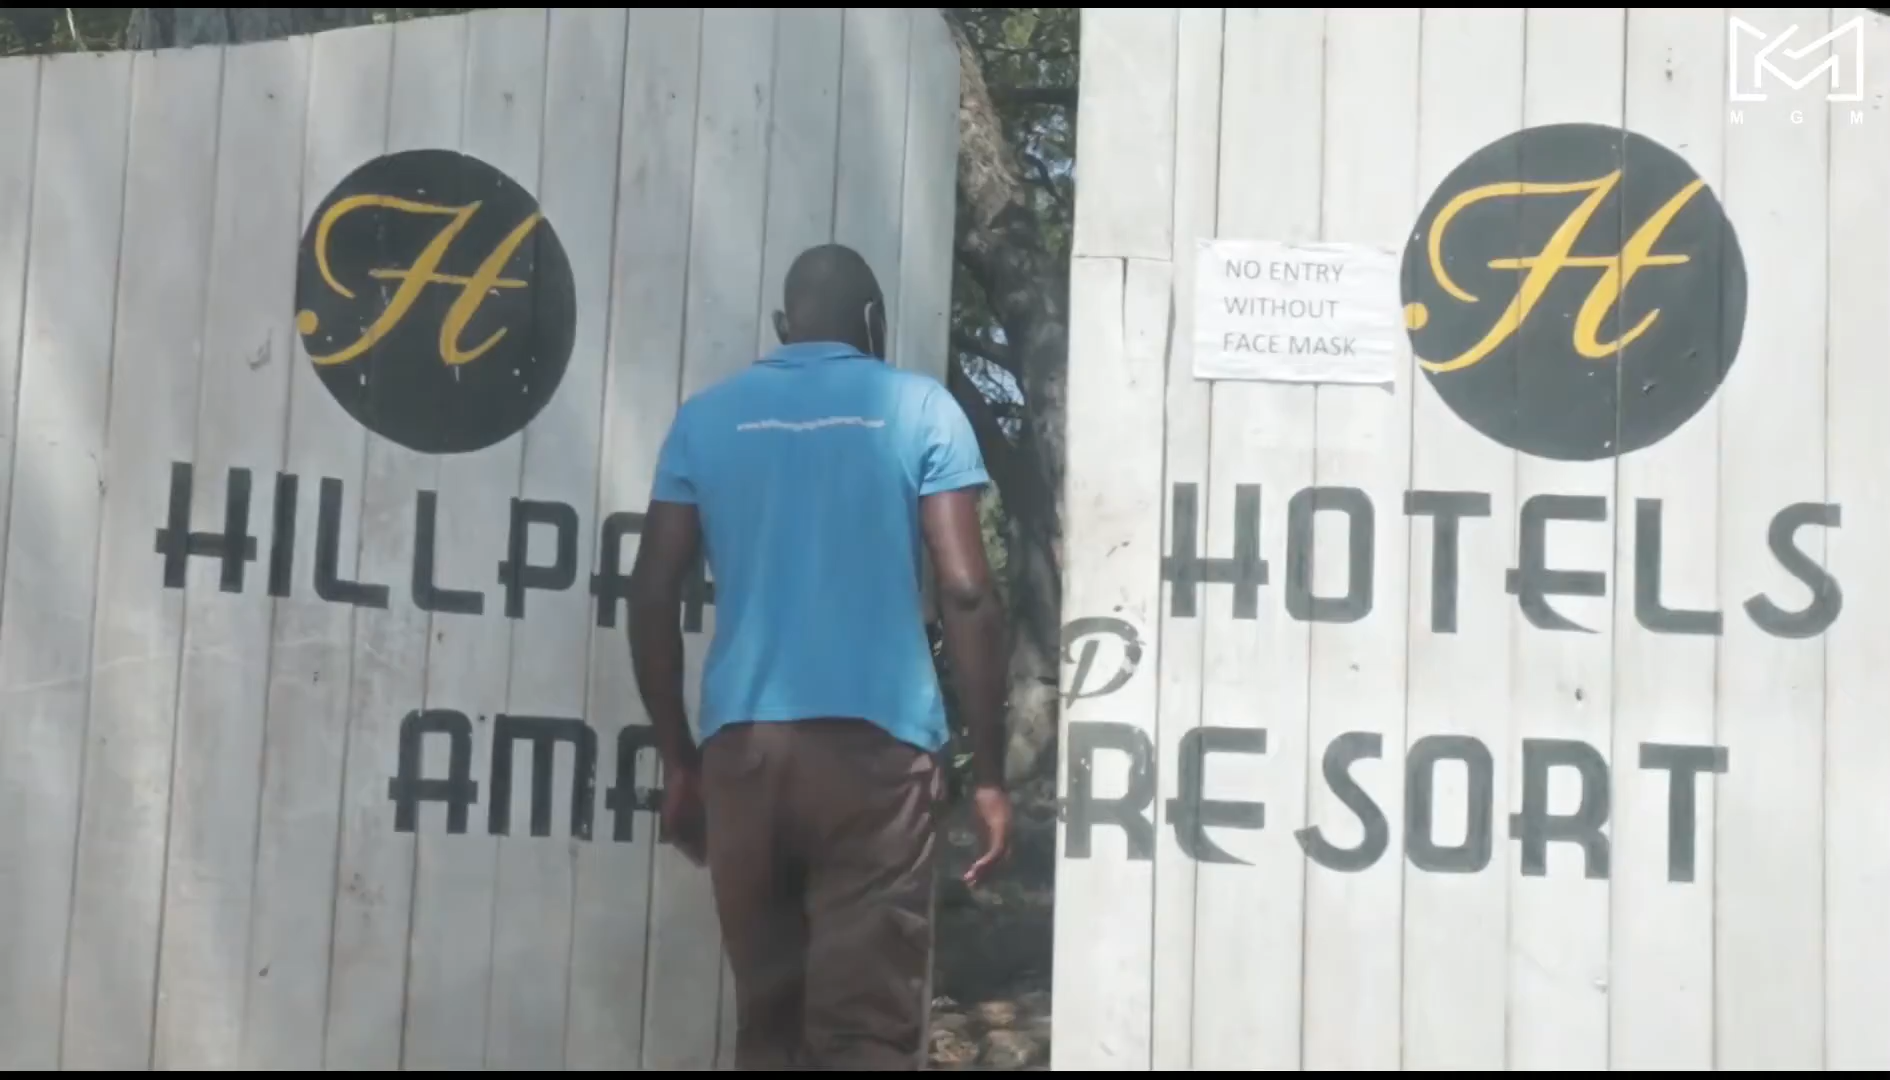 M G M
H
H
NO ENTRY
WITHOUT
FACE MASK
HILLPA HOTELS
D
AMA RESORT